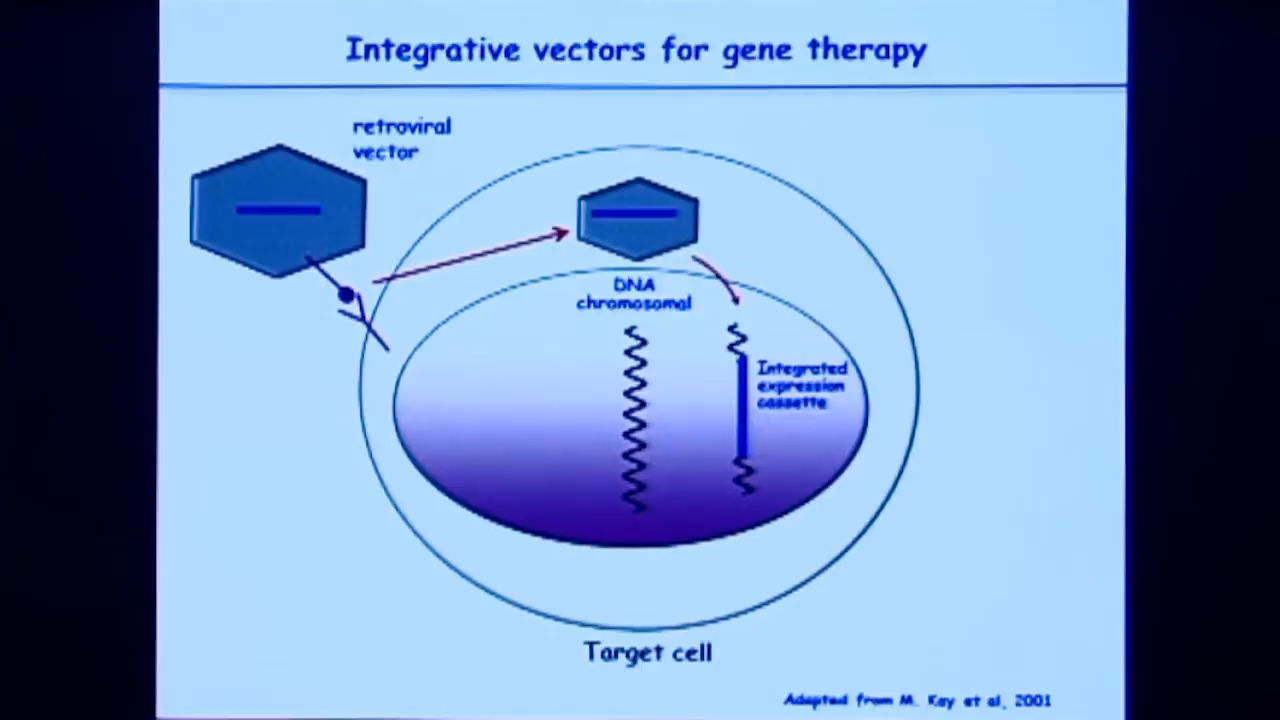 Integrative vectors for gene therapy
retroviral
vector
DNA
chromosomal
Integrated
expression
cassette
Target cell
Adapted from M. Kay et al, 2001